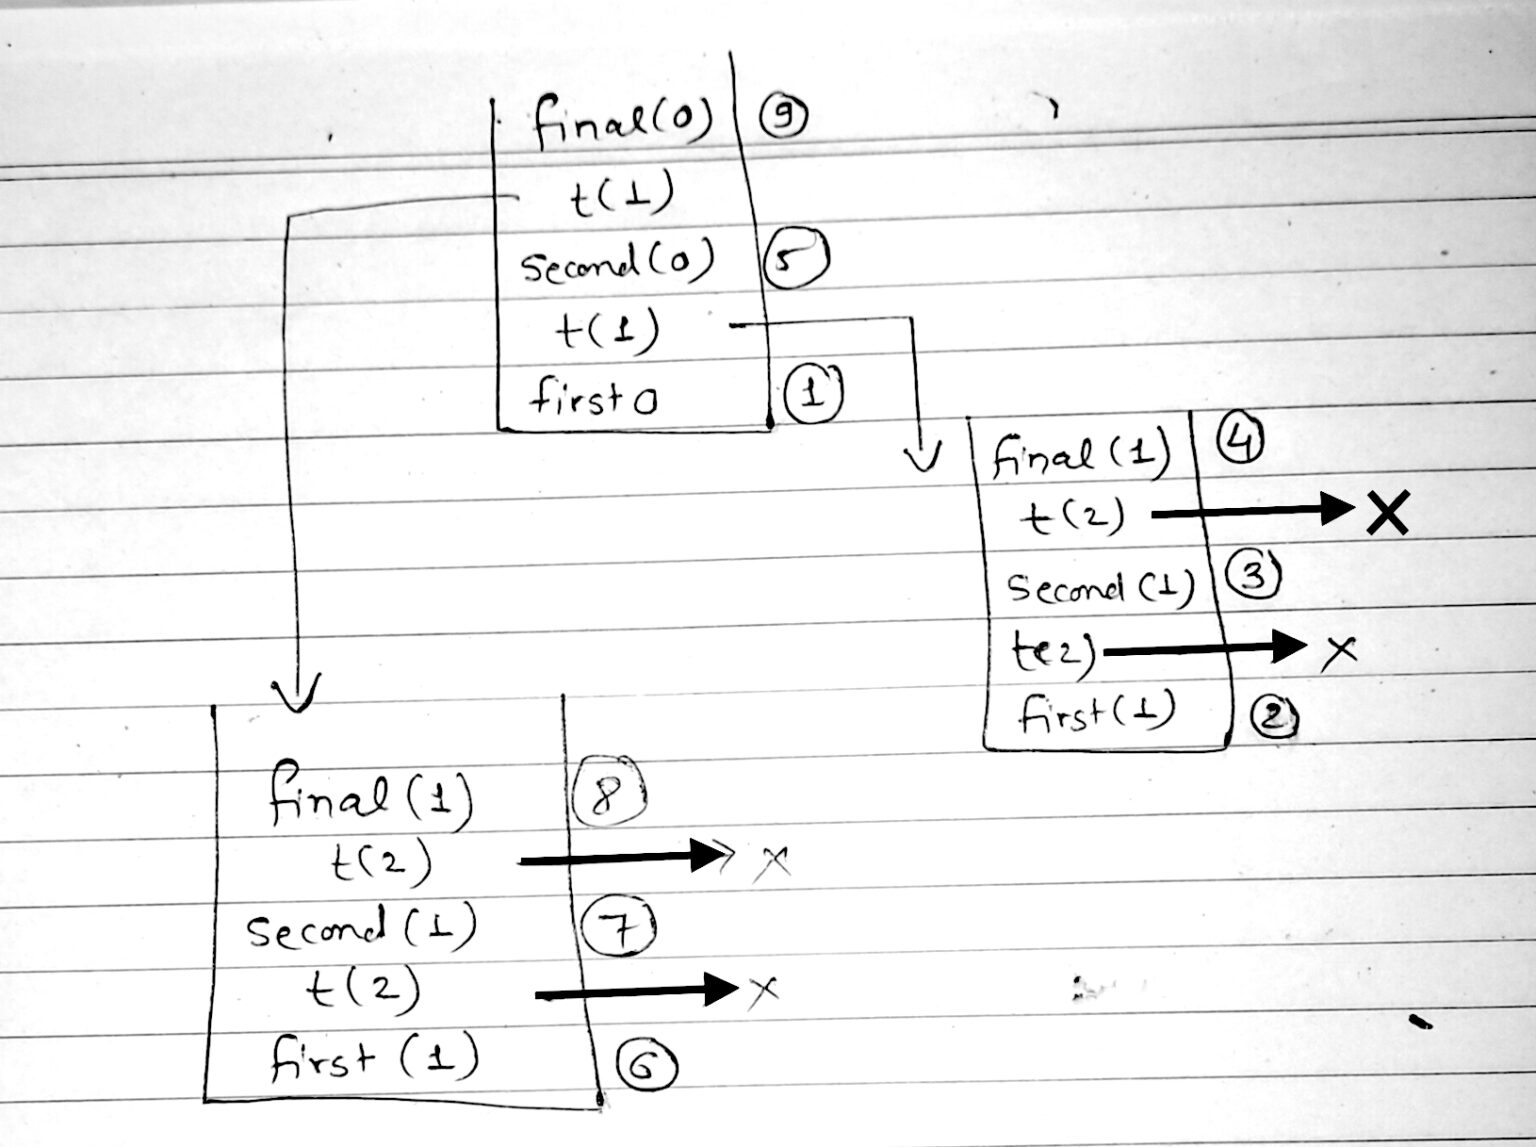 final(0) 9
t(1)
second(0) 5
t(1)
first 0 1
final(1) 4
t(2) X
second(1) 3
te2) X
first(1) 2
final(1) 8
t(2) X
second(1) 7
t(2) X
first(1) 6